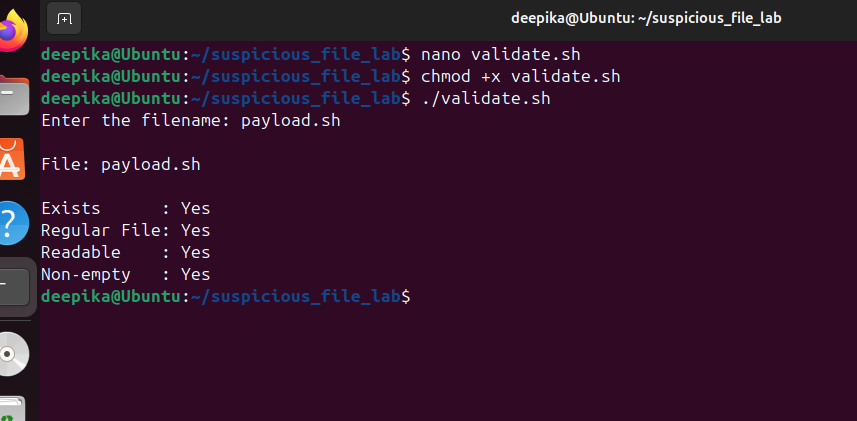 deepika@Ubuntu: ~/suspicious_file_lab
deepika@Ubuntu:~/suspicious_file_lab$ nano validate.sh
deepika@Ubuntu:~/suspicious_file_lab$ chmod +x validate.sh
deepika@Ubuntu:~/suspicious_file_lab$ ./validate.sh
Enter the filename: payload.sh
File: payload.sh
Exists      : Yes
Regular File: Yes
Readable    : Yes
Non-empty   : Yes
deepika@Ubuntu:~/suspicious_file_lab$